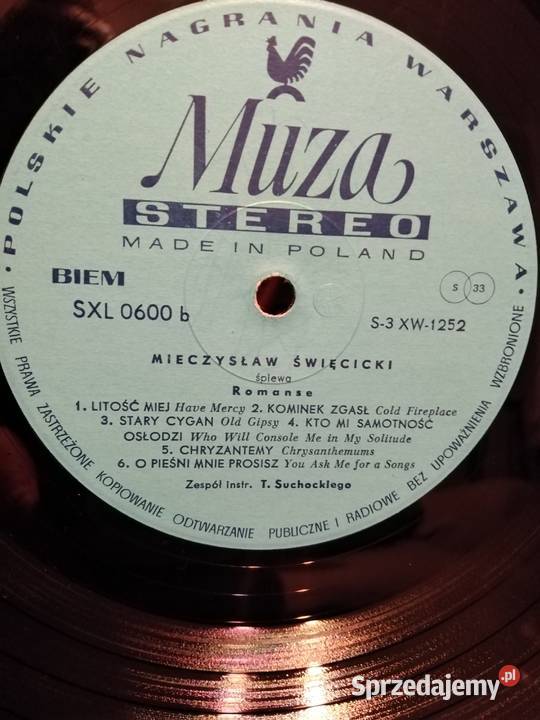 • POLSKIE NAGRANIA WARSZAWA •
Muza
STEREO
MADE IN POLAND
BIEM
S 33
SXL 0600 b
S-3 XW-1252
MIECZYSŁAW ŚWIĘCICKI
śpiewa
Romanse
1. LITOŚĆ MIEJ Have Mercy 2. KOMINEK ZGASŁ Cold Fireplace
3. STARY CYGAN Old Gipsy 4. KTO MI SAMOTNOŚĆ
OSŁODZI Who Will Console Me in My Solitude
5. CHRYZANTEMY Chrysanthemums
6. O PIEŚNI MNIE PROSISZ You Ask Me for a Songs
Zespół instr. T. Suchockiego
WSZYSTKIE PRAWA ZASTRZEŻONE KOPIOWANIE ODTWARZANIE PUBLICZNE I RADIOWE BEZ UPOWAŻNIENIA WZBRONIONE
Sprzedajemy.pl